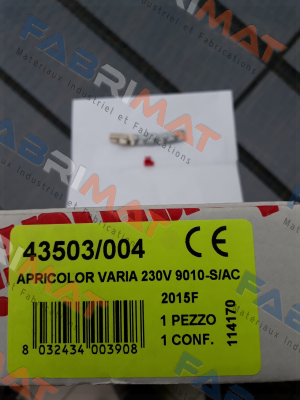 FABRIMAT
Materiaux Industriels et Fabrications
43503/004 CE
APRICOLOR VARIA 230V 9010-S/AC
2015F
1 PEZZO
1 CONF.
114170
8 032434 003908